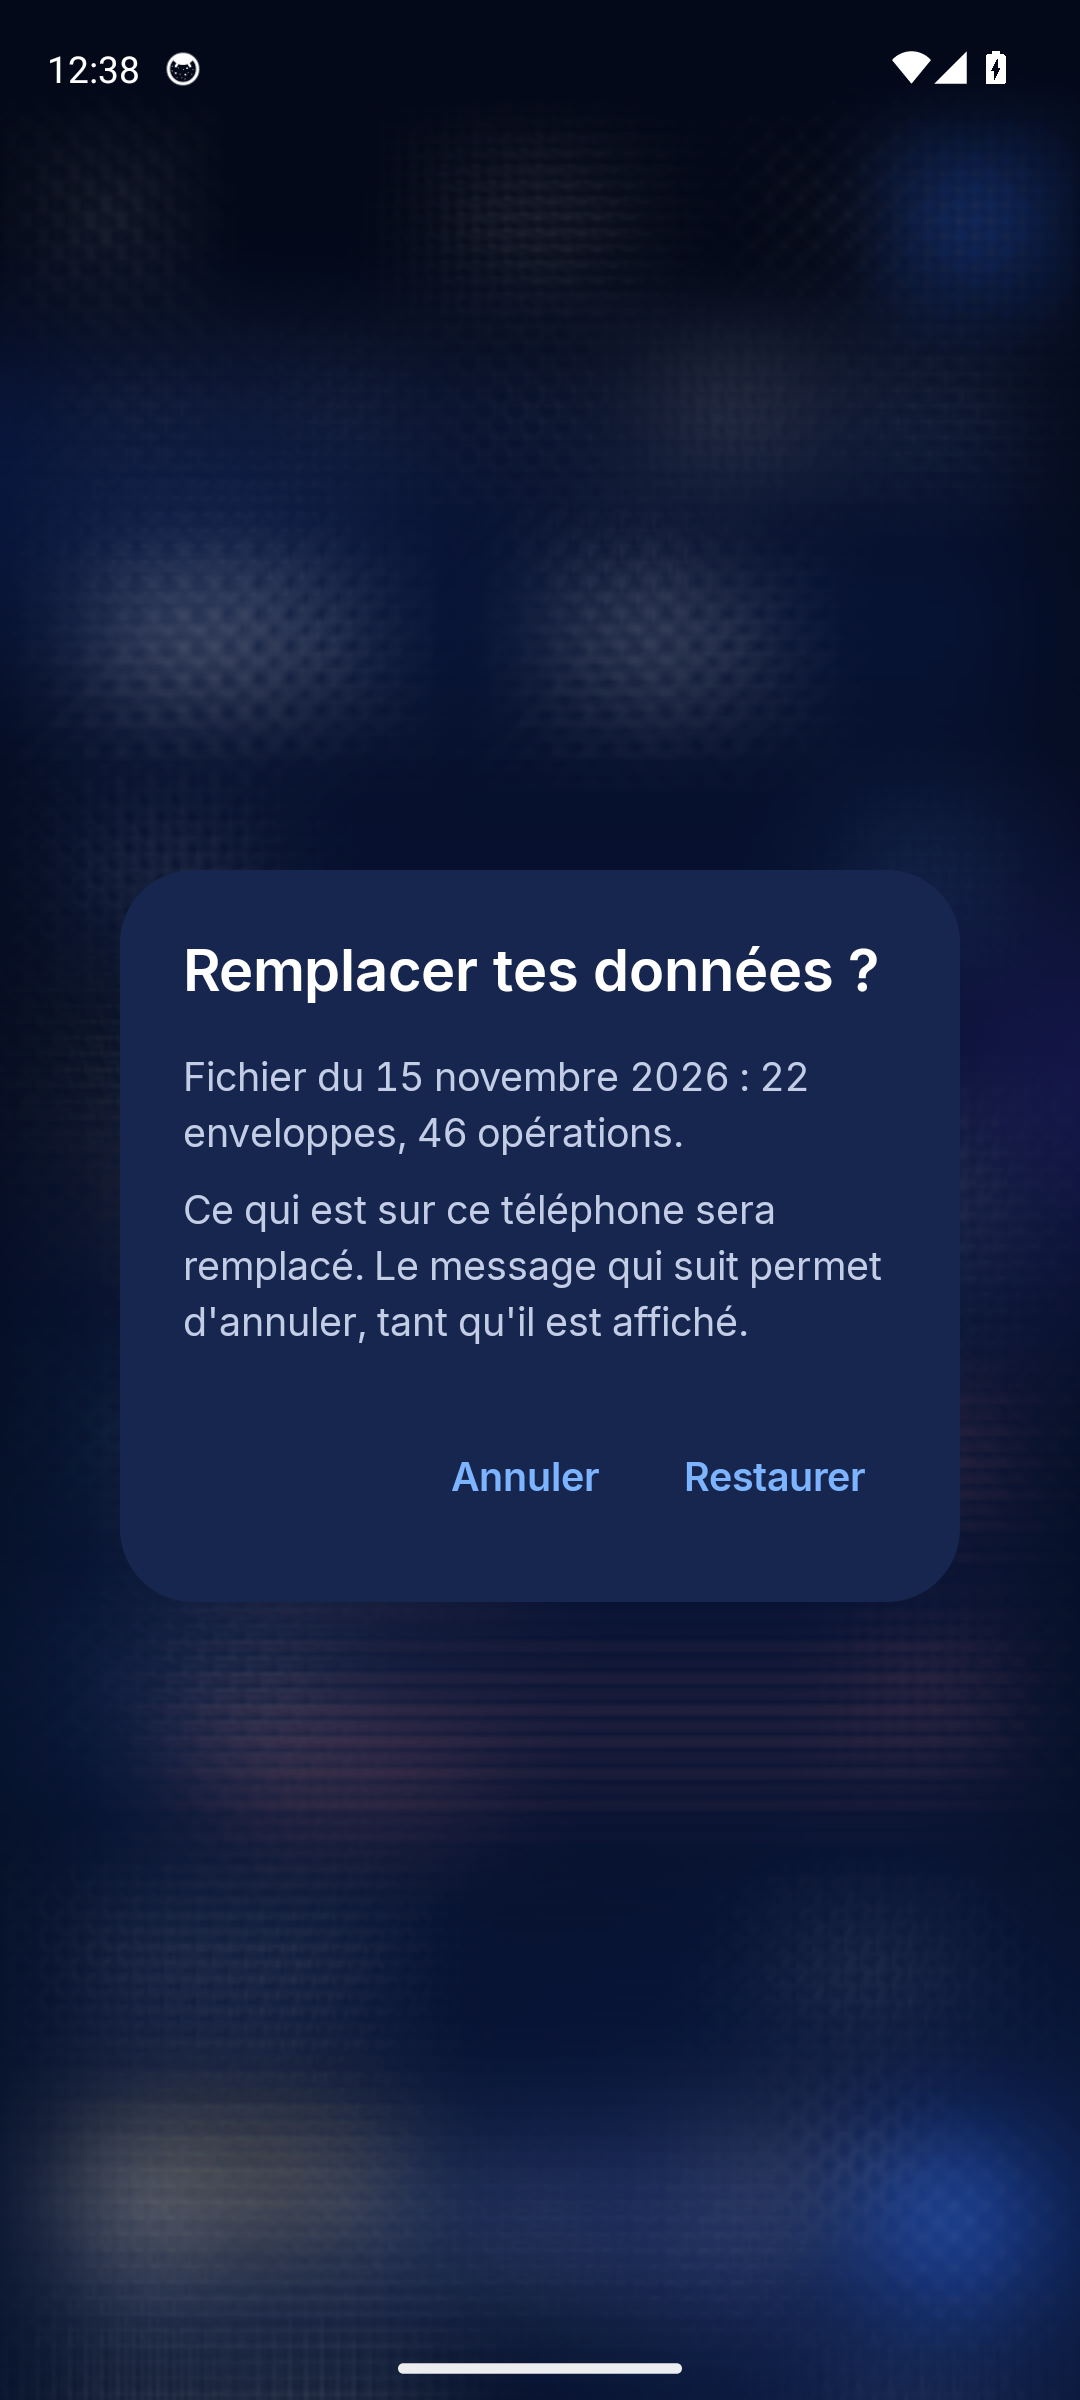 12:38
Remplacer tes données ?
Fichier du 15 novembre 2026 : 22
enveloppes, 46 opérations.
Ce qui est sur ce téléphone sera
remplacé. Le message qui suit permet
d'annuler, tant qu'il est affiché.
Annuler Restaurer